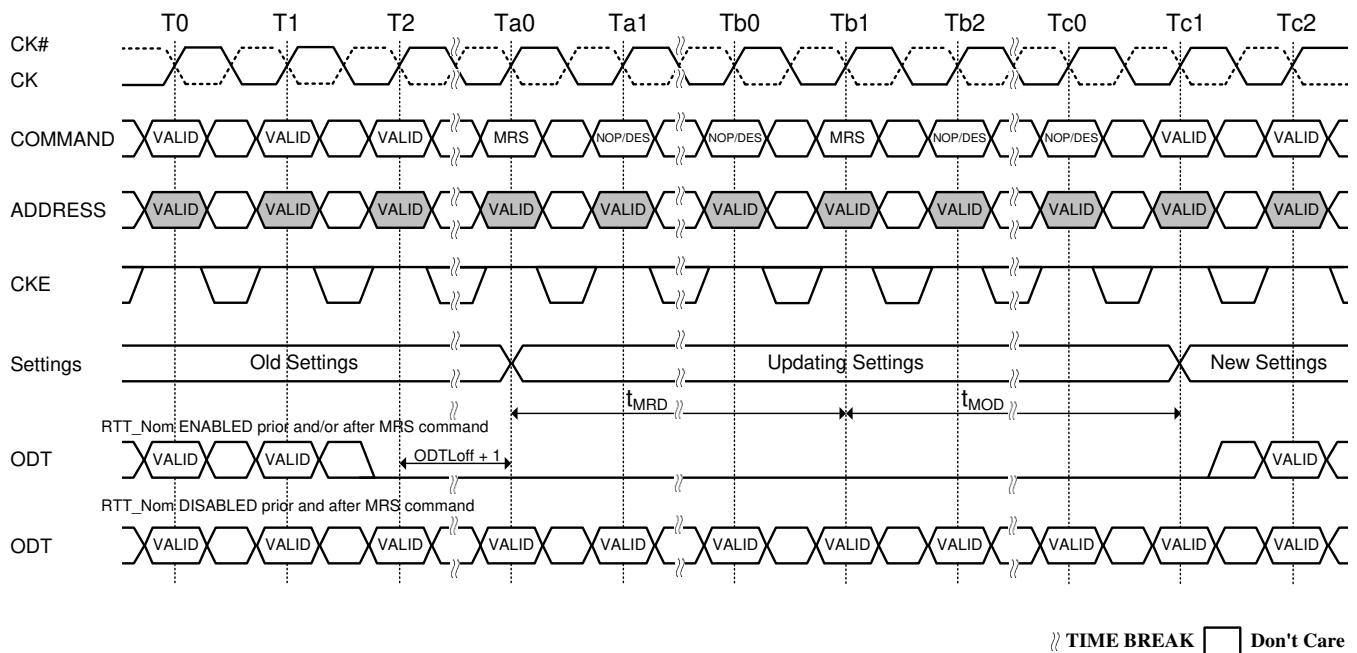 T0 T1 T2 Ta0 Ta1 Tb0 Tb1 Tb2 Tc0 Tc1 Tc2
CK#
CK
COMMAND VALID VALID VALID MRS NOP/DES NOP/DES MRS NOP/DES NOP/DES VALID VALID
ADDRESS VALID VALID VALID VALID VALID VALID VALID VALID VALID VALID VALID
CKE
Settings Old Settings Updating Settings New Settings
tMRD tMOD
RTT_Nom ENABLED prior and/or after MRS command
ODT VALID VALID ODTLoff + 1 VALID
RTT_Nom DISABLED prior and after MRS command
ODT VALID VALID VALID VALID VALID VALID VALID VALID VALID VALID VALID
TIME BREAK Don't Care